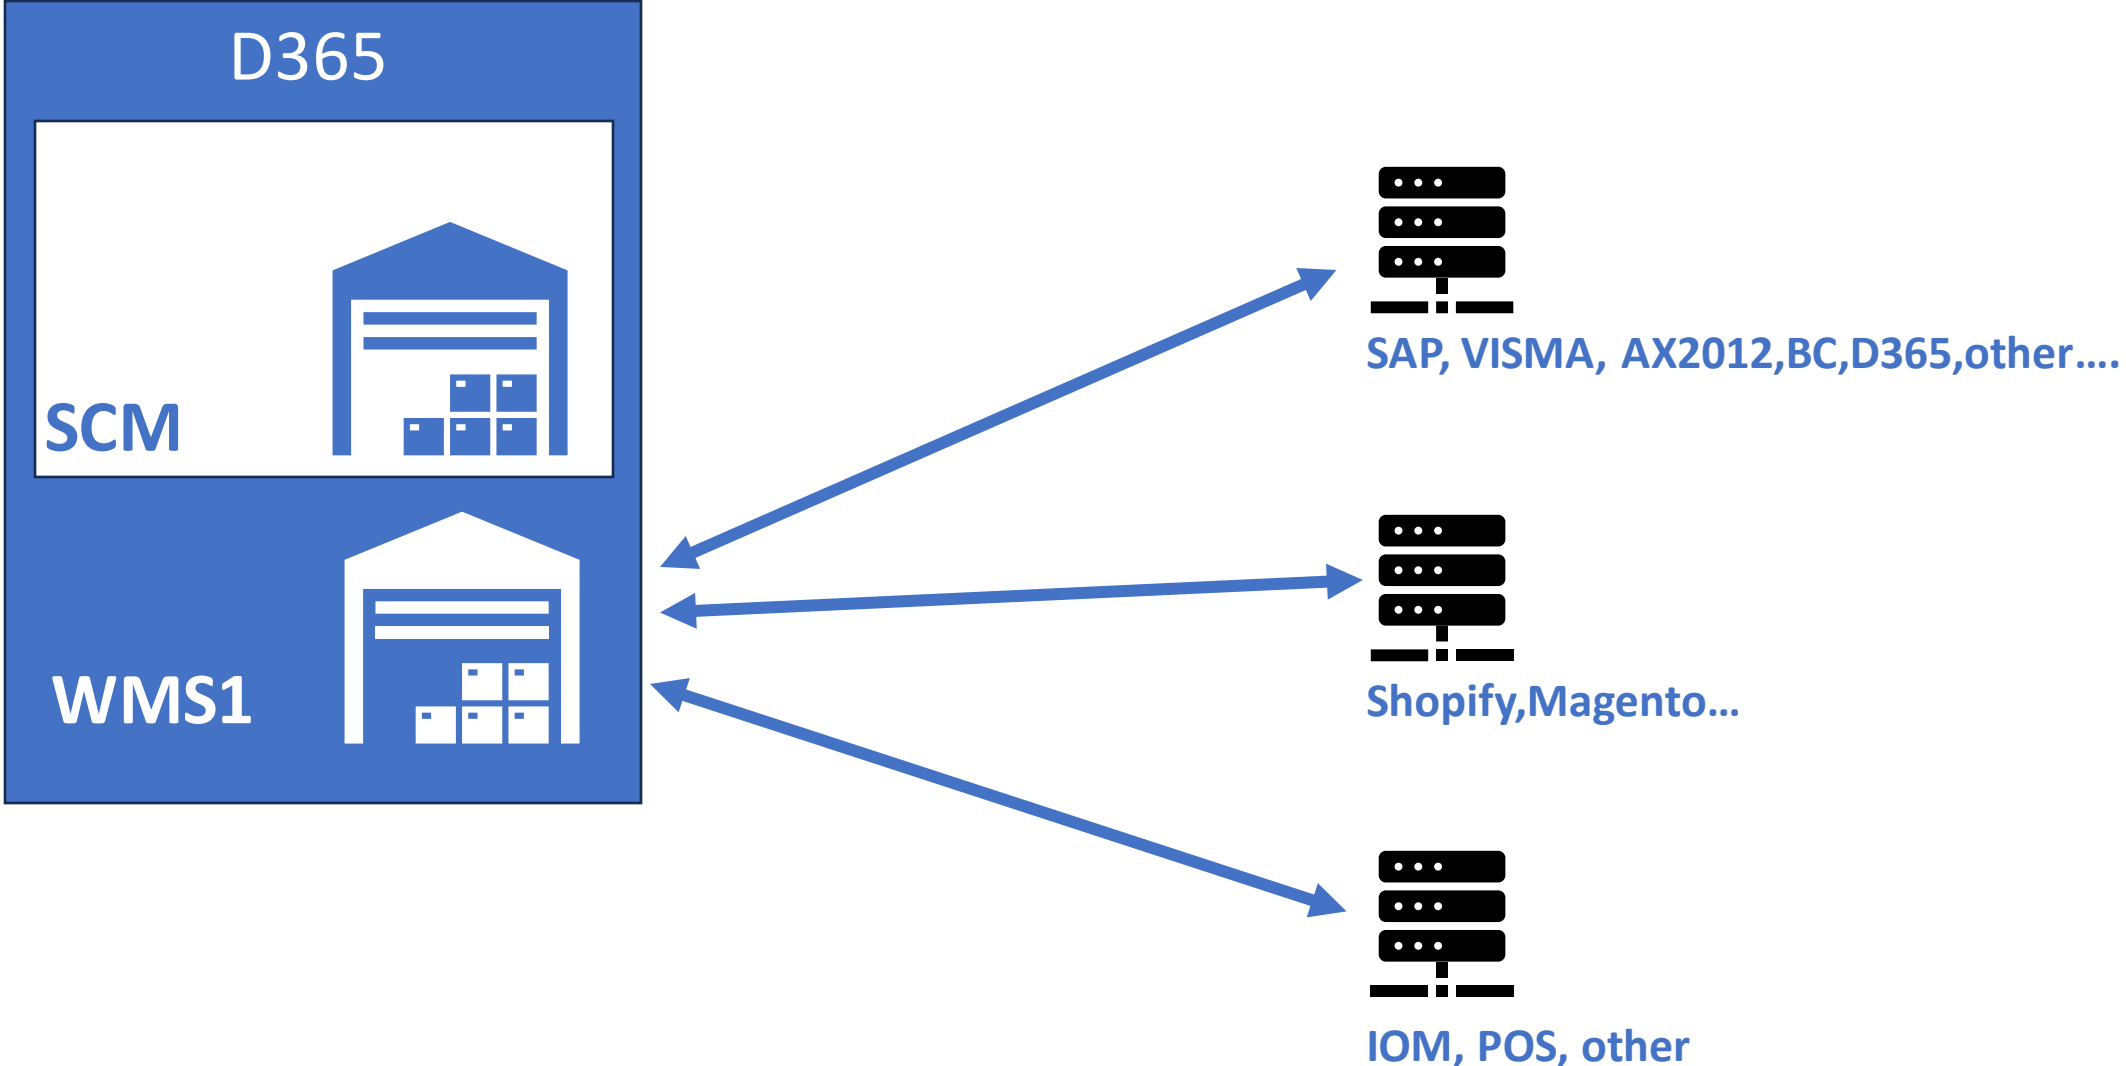 D365
SCM
WMS1
SAP, VISMA, AX2012,BC,D365,other....
Shopify,Magento...
IOM, POS, other